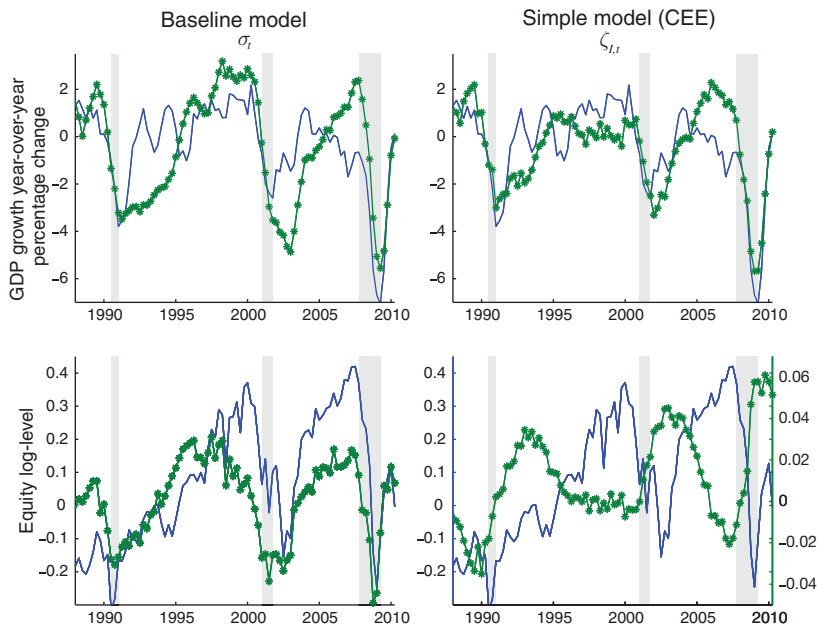 Baseline model
σt
Simple model (CEE)
ζI,t
GDP growth year-over-year
percentage change
2
0
−2
−4
−6
1990 1995 2000 2005 2010
2
0
−2
−4
−6
1990 1995 2000 2005 2010
Equity log-level
0.4
0.3
0.2
0.1
0
−0.1
−0.2
1990 1995 2000 2005 2010
0.4
0.3
0.2
0.1
0
−0.1
−0.2
0.06
0.04
0.02
0
−0.02
−0.04
1990 1995 2000 2005 2010